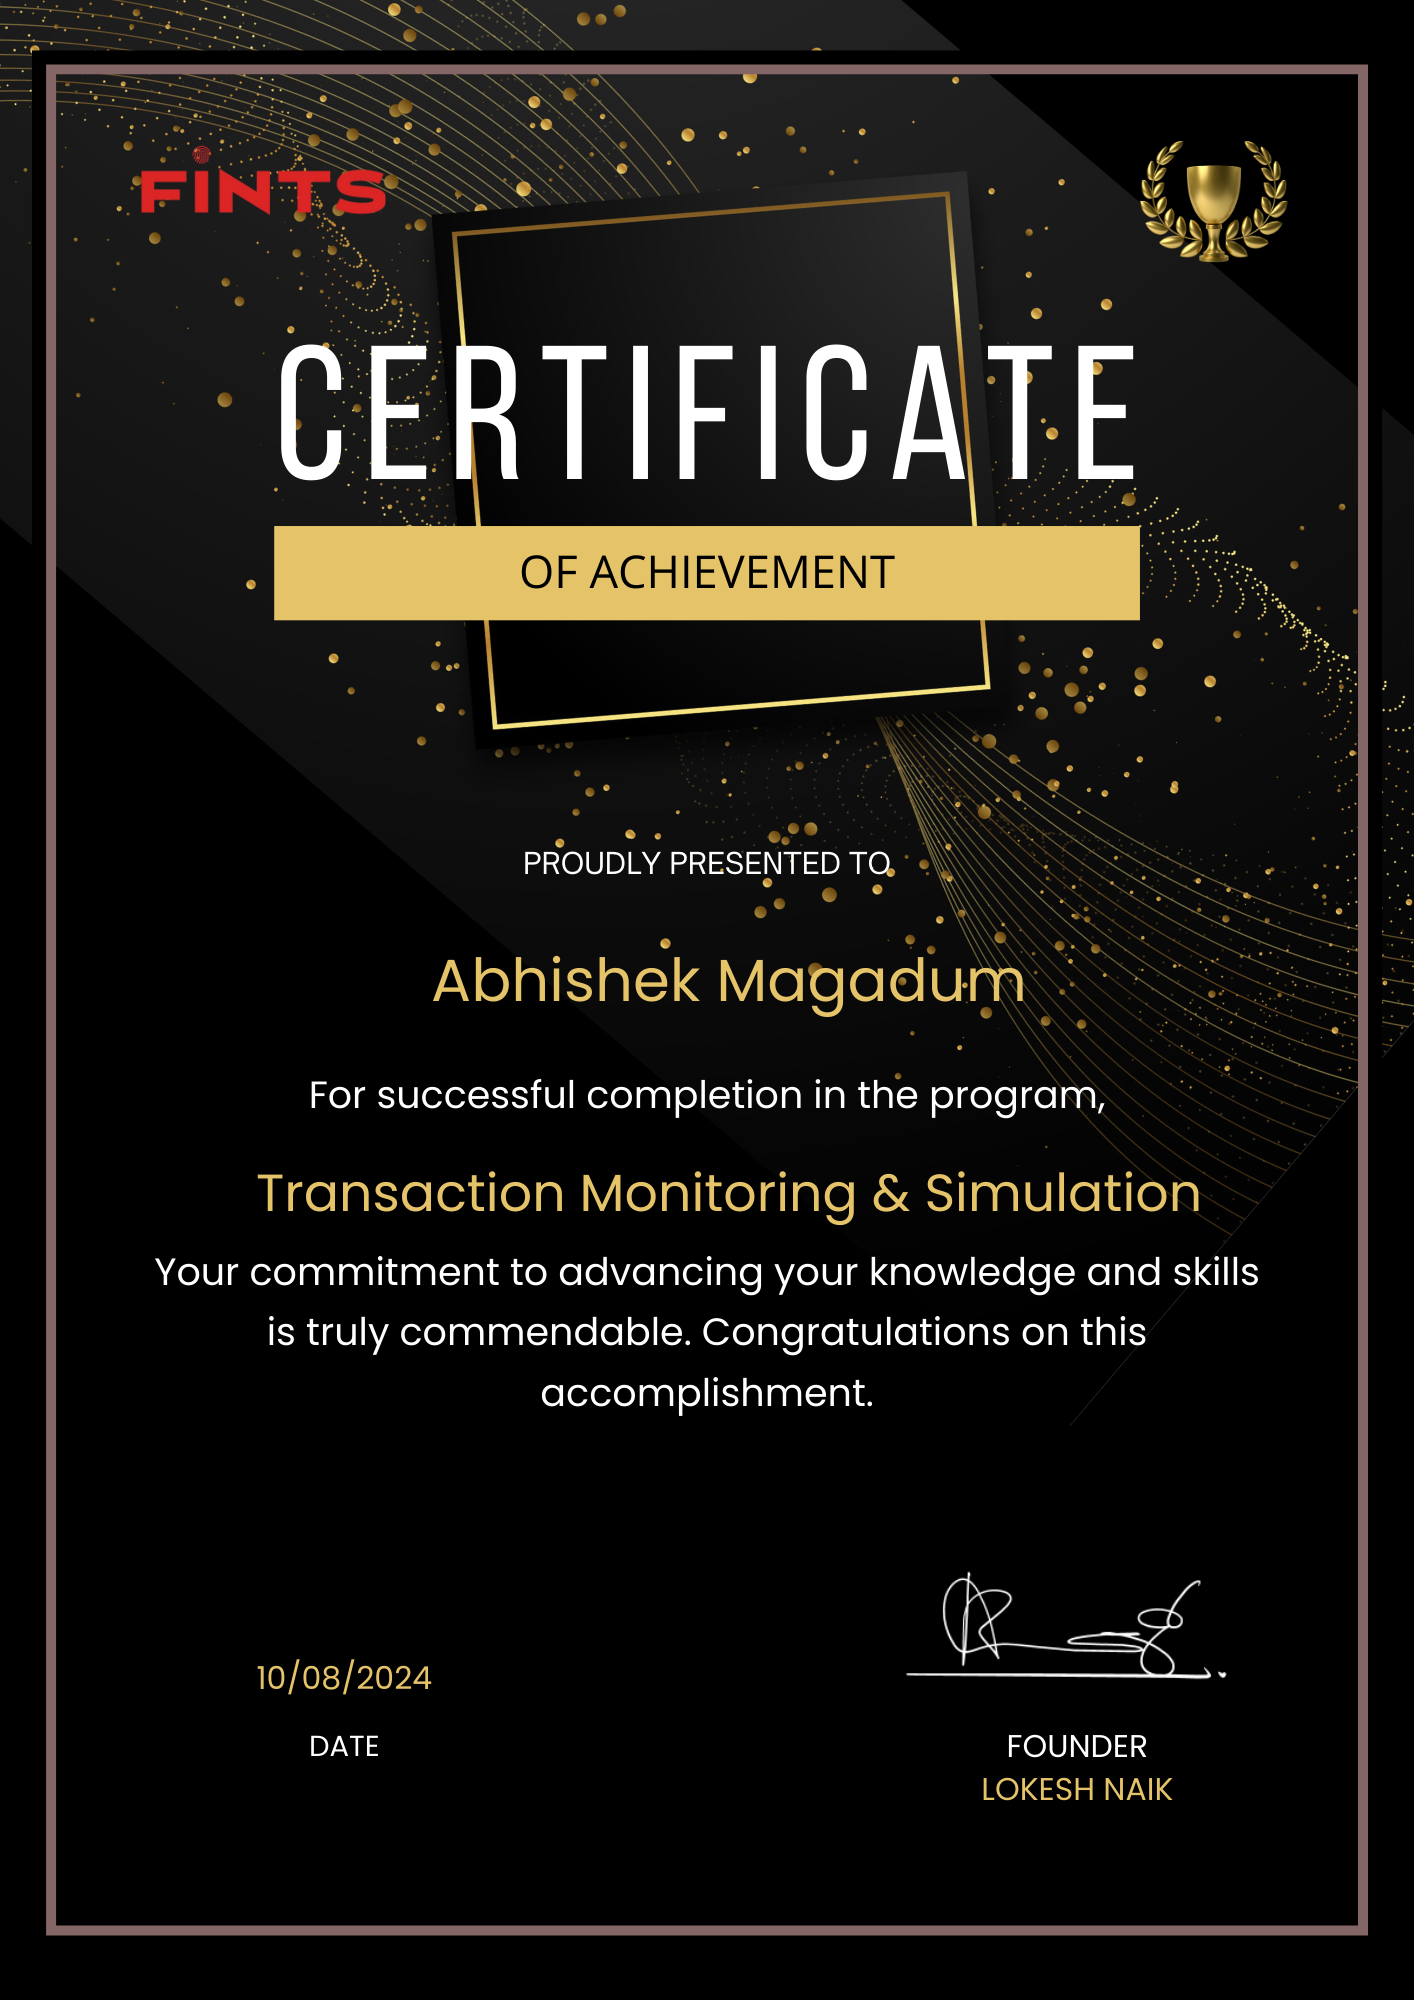 FINTS
CERTIFICATE
OF ACHIEVEMENT
PROUDLY PRESENTED TO
Abhishek Magadum
For successful completion in the program,
Transaction Monitoring & Simulation
Your commitment to advancing your knowledge and skills
is truly commendable. Congratulations on this
accomplishment.
10/08/2024
DATE
FOUNDER
LOKESH NAIK